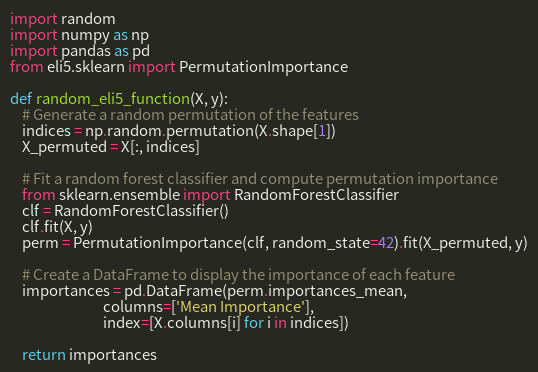 import random
import numpy as np
import pandas as pd
from eli5.sklearn import PermutationImportance

def random_eli5_function(X, y):
    # Generate a random permutation of the features
    indices = np.random.permutation(X.shape[1])
    X_permuted = X[:, indices]

    # Fit a random forest classifier and compute permutation importance
    from sklearn.ensemble import RandomForestClassifier
    clf = RandomForestClassifier()
    clf.fit(X, y)
    perm = PermutationImportance(clf, random_state=42).fit(X_permuted, y)

    # Create a DataFrame to display the importance of each feature
    importances = pd.DataFrame(perm.importances_mean,
                               columns=['Mean Importance'],
                               index=[X.columns[i] for i in indices])

    return importances